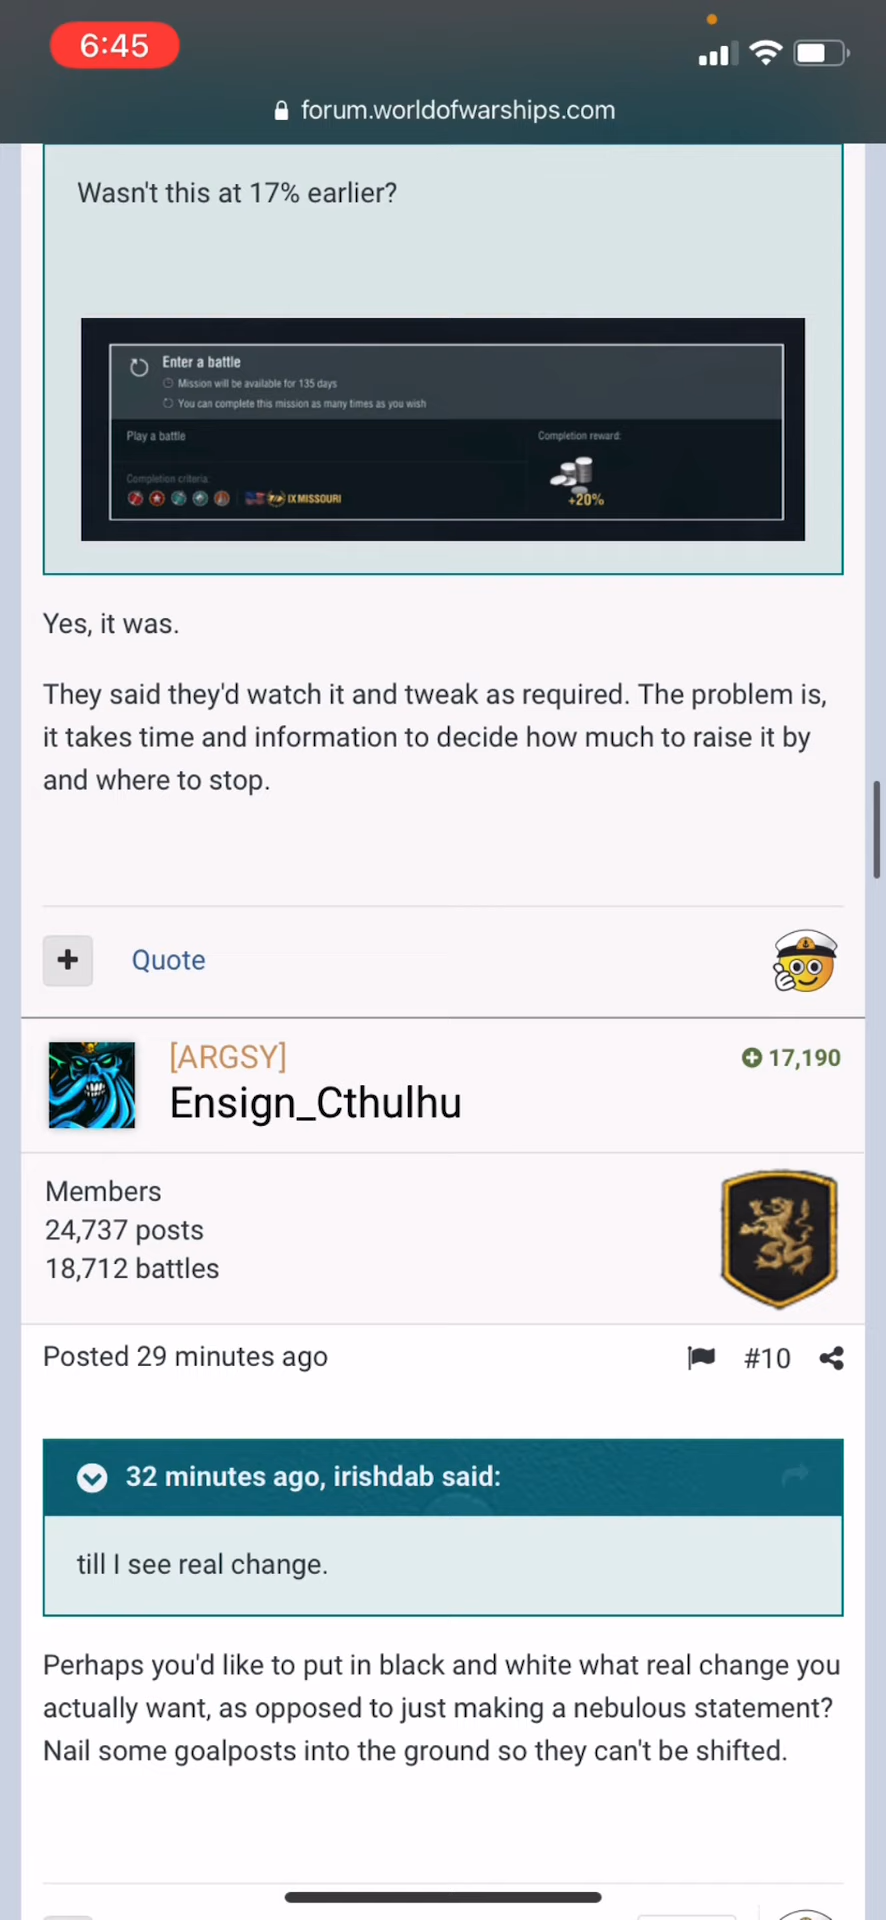 6:45
forum.worldofwarships.com
Wasn't this at 17% earlier?
Enter a battle
Mission will be available for 135 days
You can complete this mission as many times as you wish
Play a battle
Completion reward:
Completion criteria:
IX MISSOURI
+20%
Yes, it was.
They said they'd watch it and tweak as required. The problem is,
it takes time and information to decide how much to raise it by
and where to stop.
+ Quote
[ARGSY]
17,190
Ensign_Cthulhu
Members
24,737 posts
18,712 battles
Posted 29 minutes ago
#10
32 minutes ago, irishdab said:
till I see real change.
Perhaps you'd like to put in black and white what real change you
actually want, as opposed to just making a nebulous statement?
Nail some goalposts into the ground so they can't be shifted.